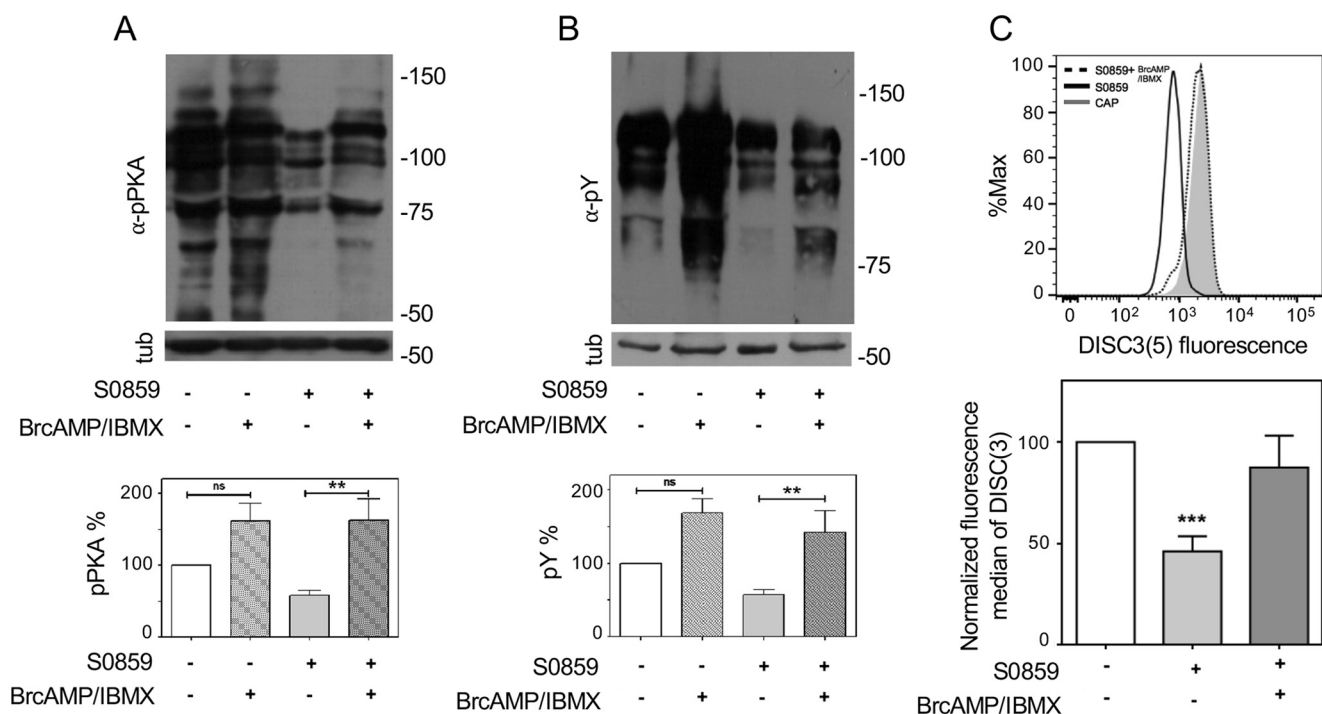 A
α-pPKA
-150
-100
-75
-50
tub
-50
S0859 - - + +
BrcAMP/IBMX - + - +
pPKA %
200
100
0
ns
**
S0859 - - + +
BrcAMP/IBMX - + - +
B
α-pY
-150
-100
-75
tub
-50
S0859 - - + +
BrcAMP/IBMX - + - +
pY %
200
100
0
ns
**
S0859 - - + +
BrcAMP/IBMX - + - +
C
%Max
100
80
60
40
20
0
S0859+ BrcAMP/IBMX
S0859
CAP
0 10² 10³ 10⁴ 10⁵
DISC3(5) fluorescence
Normalized fluorescence
median of DISC(3)
100
50
0
***
S0859 - + +
BrcAMP/IBMX - - +